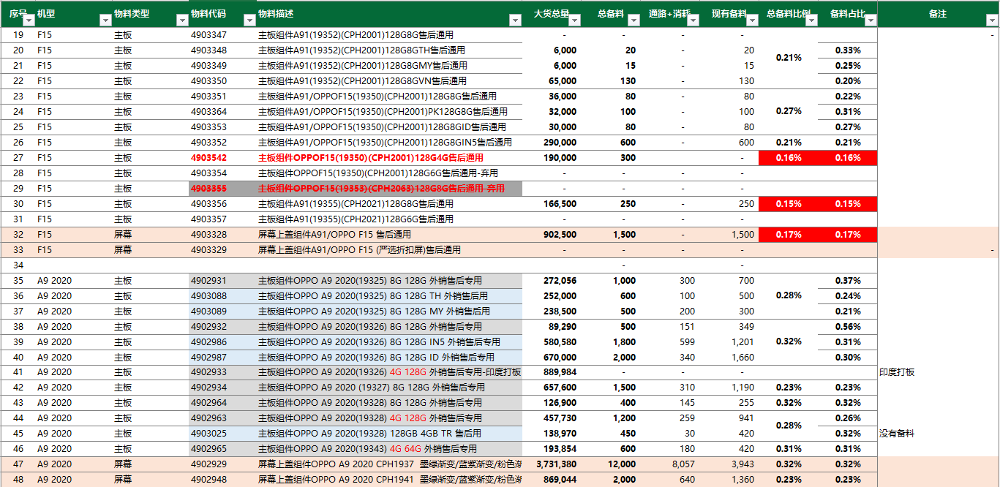 序号 机型 物料类型 物料代码 物料描述 大货总量 总备料 通路+消耗 现有备料 总备料比例 备料占比 备注
19 F15 主板 4903347 主板组件A91(19352)(CPH2001)128G8G售后通用 - - - - -
20 F15 主板 4903348 主板组件A91(19352)(CPH2001)128G8GTH售后通用 6,000 20 - 20 0.21% 0.33%
21 F15 主板 4903349 主板组件A91(19352)(CPH2001)128G8GMY售后通用 6,000 15 - 15 0.25%
22 F15 主板 4903350 主板组件A91(19352)(CPH2001)128G8GVN售后通用 65,000 130 - 130 0.20%
23 F15 主板 4903351 主板组件A91/OPPOF15(19350)(CPH2001)128G8G售后通用 36,000 80 - 80 0.22%
24 F15 主板 4903364 主板组件A91/OPPOF15(19350)(CPH2001)PK128G8G售后通用 32,000 100 - 100 0.27% 0.31%
25 F15 主板 4903353 主板组件A91/OPPOF15(19350)(CPH2001)128G8GID售后通用 30,000 80 - 80 0.27%
26 F15 主板 4903352 主板组件A91/OPPOF15(19350)(CPH2001)128G8GIN5售后通用 290,000 600 - 600 0.21% 0.21%
27 F15 主板 4903542 主板组件OPPOF15(19350)(CPH2001)128G4G售后通用 190,000 300 - 0.16% 0.16%
28 F15 主板 4903354 主板组件OPPOF15(19350)(CPH2001)128G6G售后通用-弃用 - - - -
29 F15 主板 4903355 主板组件OPPOF15(19353)(CPH2063)128G8G售后通用-弃用 - - - -
30 F15 主板 4903356 主板组件A91(19355)(CPH2021)128G8G售后通用 166,500 250 - 250 0.15% 0.15%
31 F15 主板 4903357 主板组件A91(19355)(CPH2021)128G6G售后通用 - - - -
32 F15 屏幕 4903328 屏幕上盖组件A91/OPPO F15 售后通用 902,500 1,500 - 1,500 0.17% 0.17%
33 F15 屏幕 4903329 屏幕上盖组件A91/OPPO F15 (严选折扣屏)售后通用 - - - - -
34 - -
35 A9 2020 主板 4902931 主板组件OPPO A9 2020(19325) 8G 128G 外销售后专用 272,056 1,000 300 700 0.37%
36 A9 2020 主板 4903088 主板组件OPPO A9 2020(19325) 8G 128G TH 外销售后用 252,000 600 100 500 0.28% 0.24%
37 A9 2020 主板 4903089 主板组件OPPO A9 2020(19325) 8G 128G MY 外销售后用 238,500 500 200 300 0.21%
38 A9 2020 主板 4902932 主板组件OPPO A9 2020(19326) 8G 128G 外销售后专用 89,290 500 151 349 0.56%
39 A9 2020 主板 4902986 主板组件OPPO A9 2020(19326) 8G 128G IN5 外销售后专用 580,580 1,800 599 1,201 0.32% 0.31%
40 A9 2020 主板 4902987 主板组件OPPO A9 2020(19326) 8G 128G ID 外销售后专用 670,000 2,000 340 1,660 0.30%
41 A9 2020 主板 4902933 主板组件OPPO A9 2020(19326) 4G 128G 外销售后专用-印度打板 889,984 - - - 印度打板
42 A9 2020 主板 4902934 主板组件OPPO A9 2020 (19327) 8G 128G 外销售后专用 657,600 1,500 310 1,190 0.23% 0.23%
43 A9 2020 主板 4902964 主板组件OPPO A9 2020(19328) 8G 128G 外销售后专用 126,900 400 145 255 0.32% 0.32%
44 A9 2020 主板 4902963 主板组件OPPO A9 2020(19328) 4G 128G 外销售后专用 457,730 1,200 259 941 0.28% 0.26%
45 A9 2020 主板 4903025 主板组件OPPO A9 2020(19328) 128GB 4GB TR 售后用 138,970 450 30 420 0.32% 没有备料
46 A9 2020 主板 4902965 主板组件OPPO A9 2020(19343) 4G 64G 外销售后专用 193,854 600 180 420 0.31% 0.31%
47 A9 2020 屏幕 4902929 屏幕上盖组件OPPO A9 2020 CPH1937 墨绿渐变/蓝紫渐变/粉色渐 3,731,380 12,000 8,057 3,943 0.32% 0.32%
48 A9 2020 屏幕 4902948 屏幕上盖组件OPPO A9 2020 CPH1941 墨绿渐变/蓝紫渐变/粉色渐 869,044 2,000 640 1,360 0.23% 0.23%